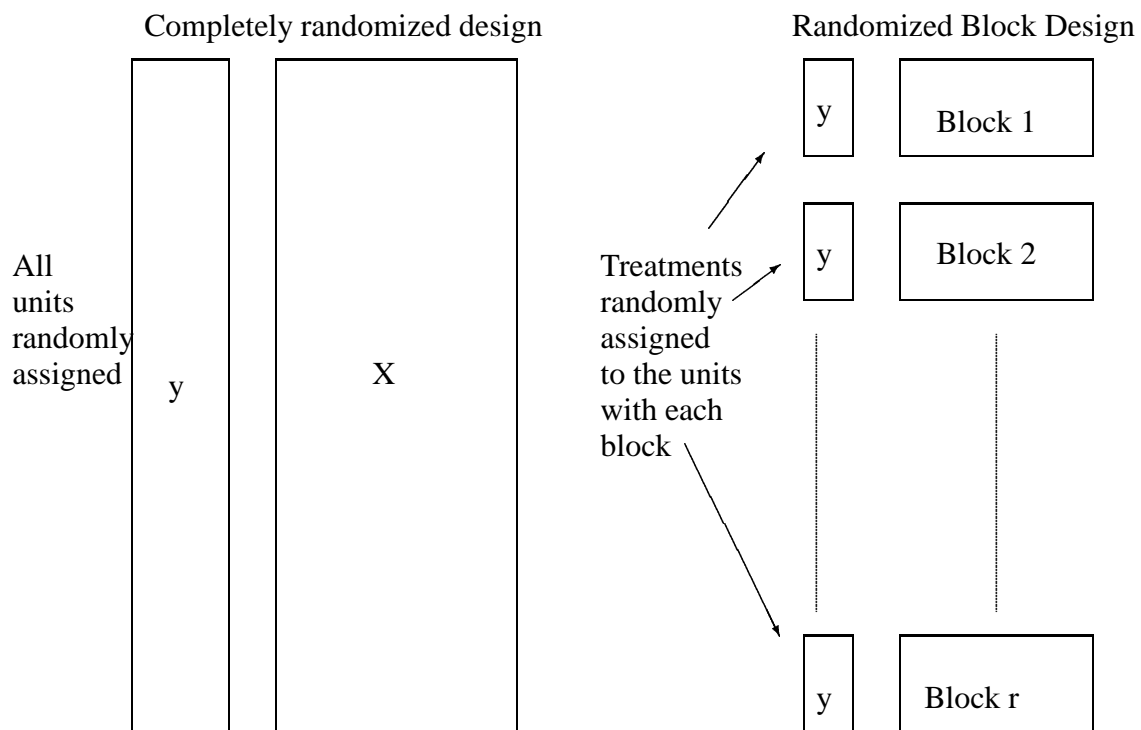 Completely randomized design
All
units
randomly
assigned
y
X
Randomized Block Design
y
Block 1
y
Block 2
Treatments
randomly
assigned
to the units
with each
block
y
Block r